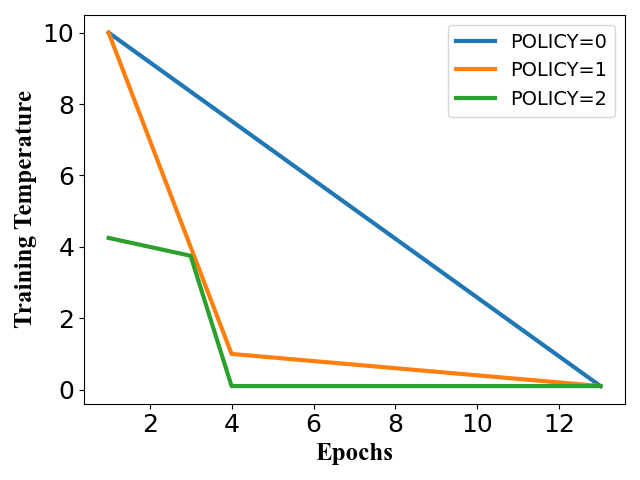 10
8
6
4
2
0
Training Temperature
POLICY=0
POLICY=1
POLICY=2
2 4 6 8 10 12
Epochs